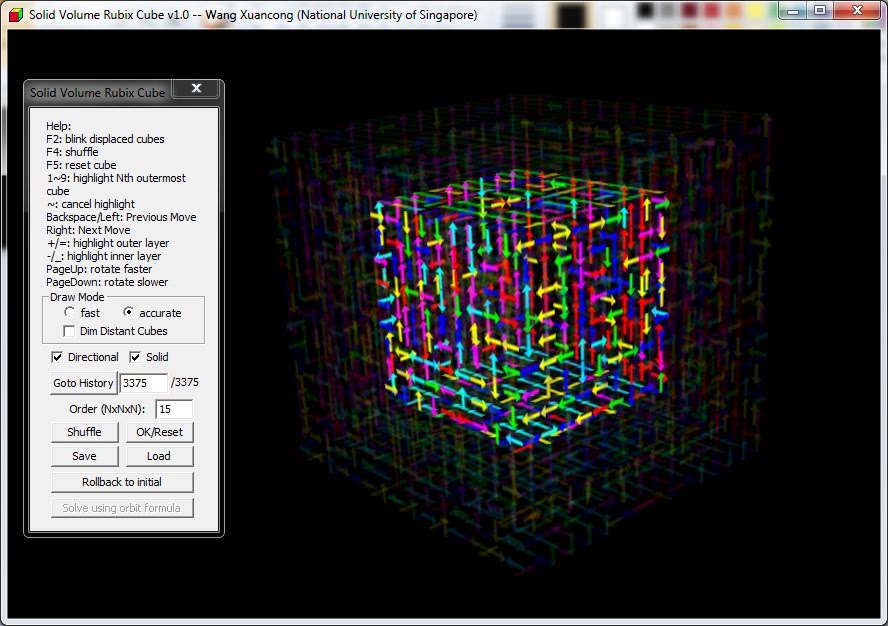 Solid Volume Rubix Cube v1.0 -- Wang Xuancong (National University of Singapore)
Solid Volume Rubix Cube
Help:
F2: blink displaced cubes
F4: shuffle
F5: reset cube
1~9: highlight Nth outermost
cube
~: cancel highlight
Backspace/Left: Previous Move
Right: Next Move
+/=: highlight outer layer
-/_: highlight inner layer
PageUp: rotate faster
PageDown: rotate slower
Draw Mode
fast accurate
Dim Distant Cubes
Directional Solid
Goto History 3375 /3375
Order (NxNxN): 15
Shuffle OK/Reset
Save Load
Rollback to initial
Solve using orbit formula